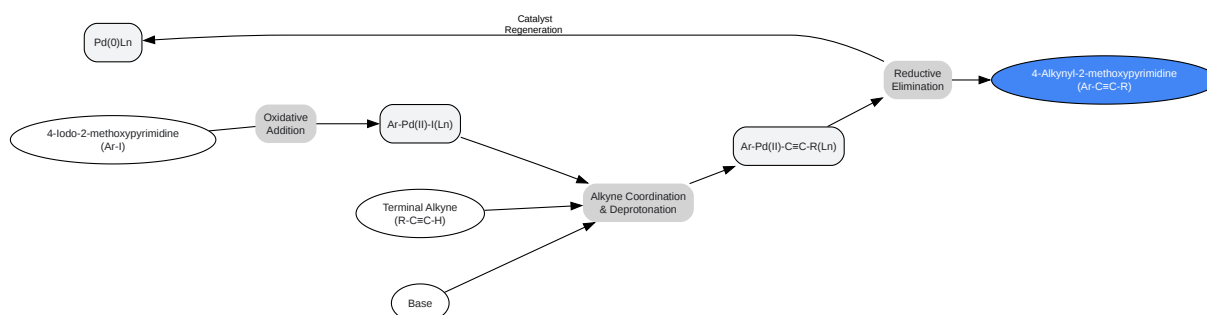 Catalyst
Regeneration
Pd(0)Ln
Reductive
Elimination
4-Alkynyl-2-methoxypyrimidine
(Ar-C≡C-R)
Oxidative
Addition
Ar-Pd(II)-I(Ln)
4-Iodo-2-methoxypyrimidine
(Ar-I)
Ar-Pd(II)-C≡C-R(Ln)
Alkyne Coordination
& Deprotonation
Terminal Alkyne
(R-C≡C-H)
Base